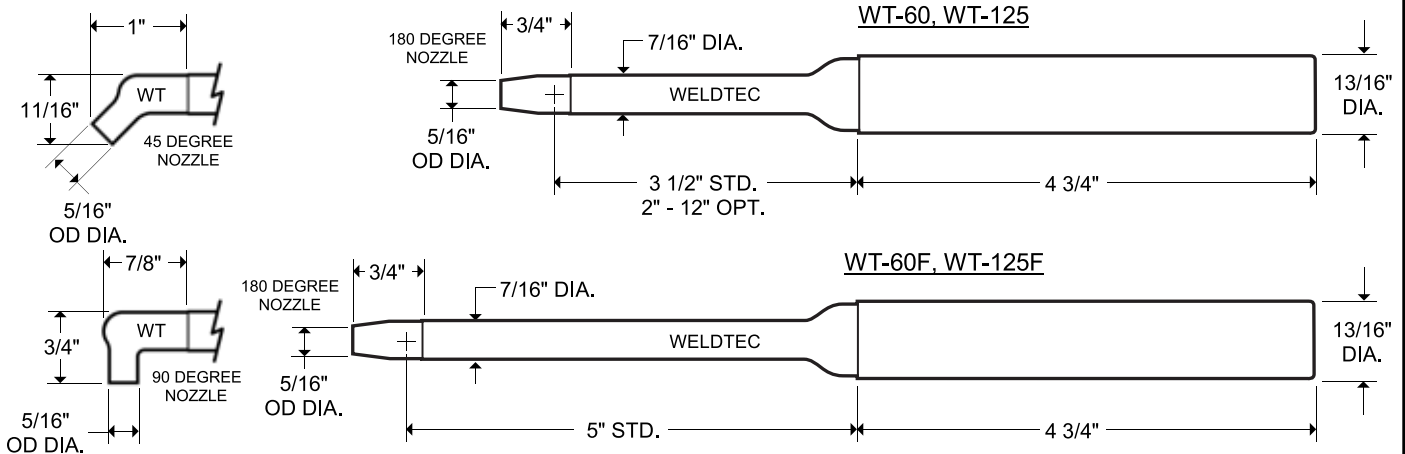 WT-60, WT-125
1"
11/16"
WT
45 DEGREE
NOZZLE
5/16"
OD DIA.
180 DEGREE
NOZZLE
3/4"
7/16" DIA.
WELDTEC
5/16"
OD DIA.
3 1/2" STD.
2" - 12" OPT.
4 3/4"
13/16"
DIA.
WT-60F, WT-125F
7/8"
3/4"
WT
90 DEGREE
NOZZLE
5/16"
OD DIA.
180 DEGREE
NOZZLE
3/4"
7/16" DIA.
WELDTEC
5/16"
OD DIA.
5" STD.
4 3/4"
13/16"
DIA.